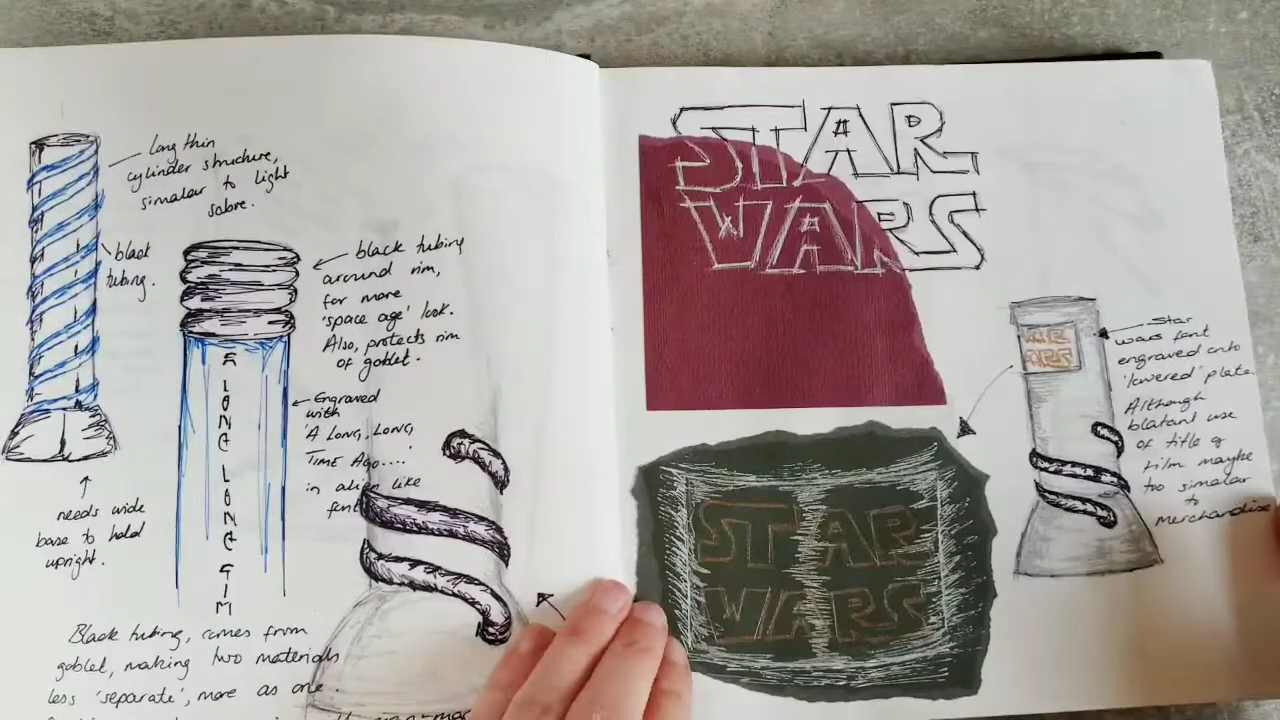 Long thin
cylinder structure,
simalar to light
sabre.
black
tubing.
needs wide
base to hold
upright.
A LONG LONG TIM
black tubing
around rim,
for more
'space age' look.
Also, protects rim
of goblet.
Engraved
with
'A LONG, LONG,
TIME AGO....'
in alien like
font
Black tubing, comes from
goblet, making two materials
less 'separate', more as one.
STAR
WARS
STAR
WARS
STAR
WARS
Star
wars font
engraved onto
'lowered' plate.
Although
blatant use
of title of
film maybe
too simalar
to
Merchandise